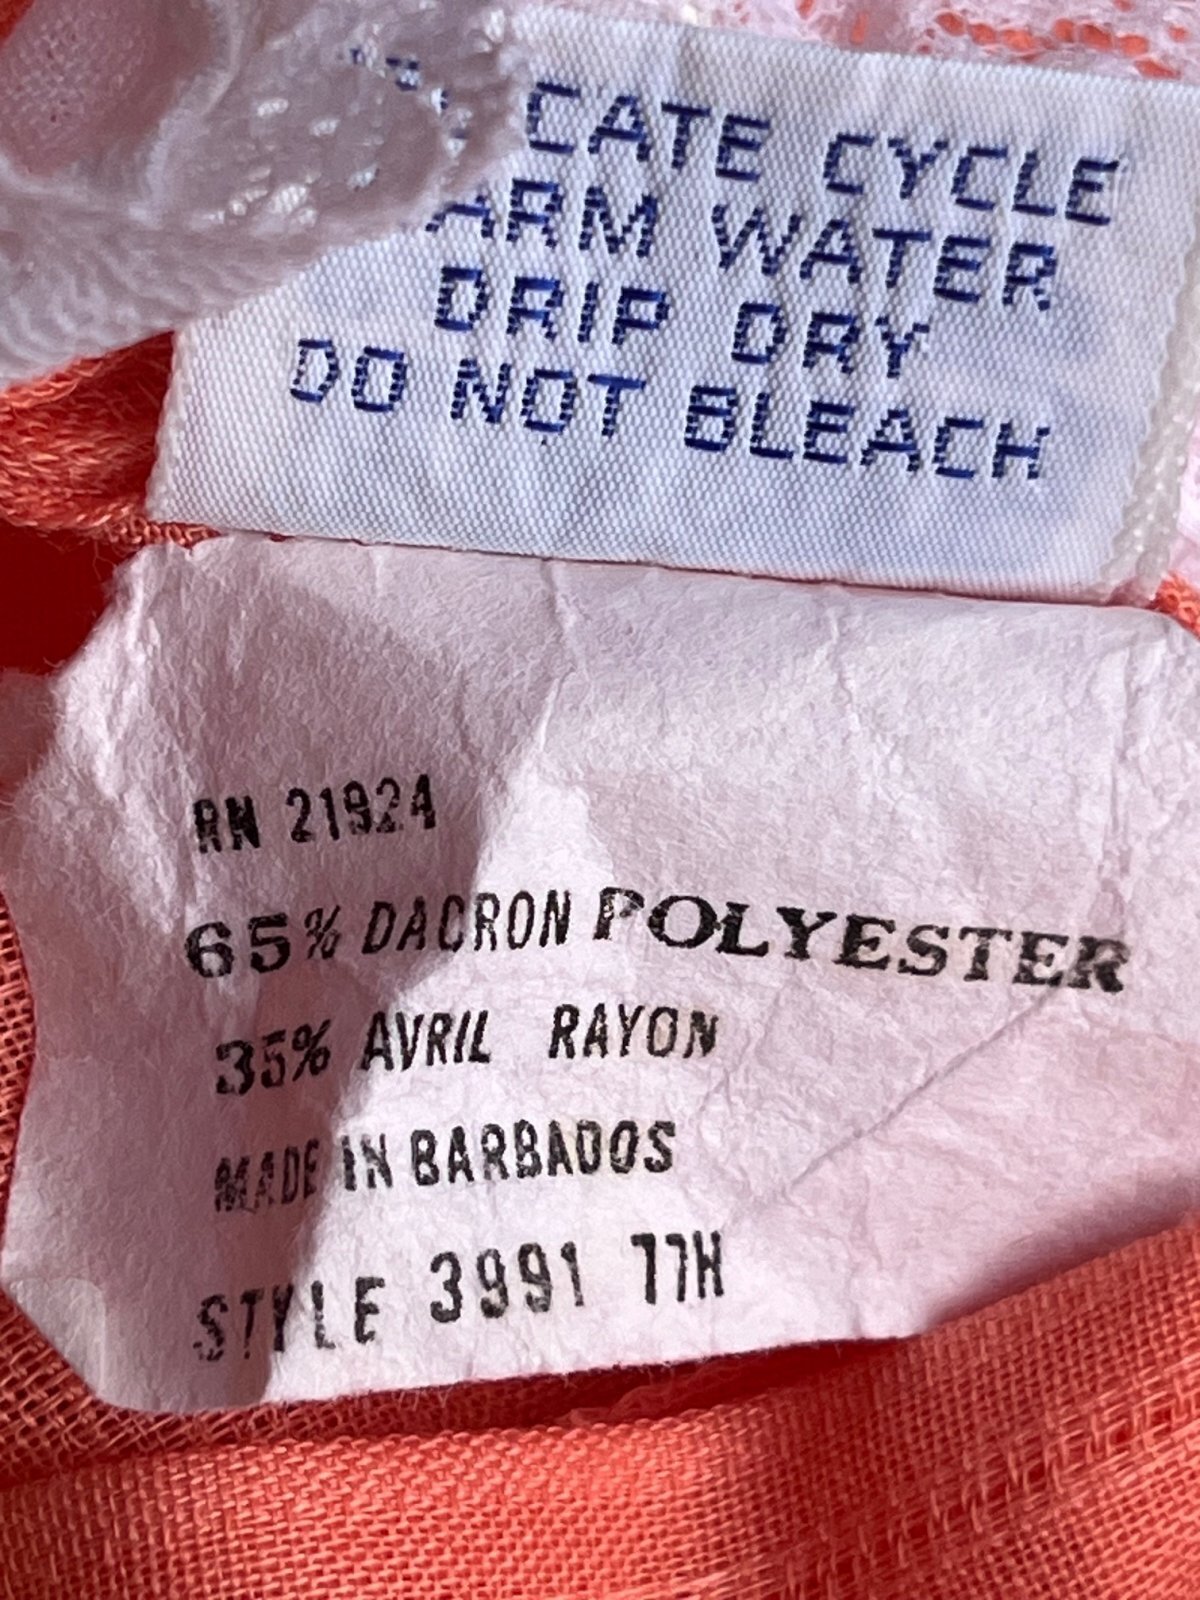 CATE CYCLE
ARM WATER
DRIP DRY
DO NOT BLEACH
RN 21924
65% DACRON POLYESTER
35% AVRIL RAYON
MADE IN BARBADOS
STYLE 3991 77H